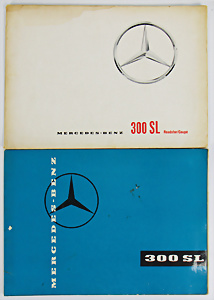 MERCEDES-BENZ 300 SL Roadster/Coupé
MERCEDES-BENZ
300 SL